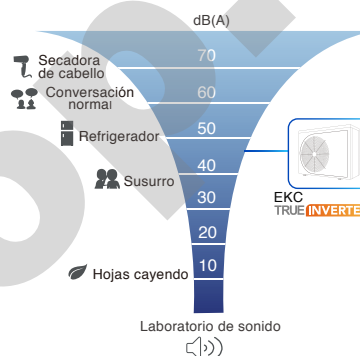 dB(A)
70
Secadora
de cabello
60
Conversación
normal
50
Refrigerador
40
Susurro
30
EKC
TRUE INVERTE
20
10
Hojas cayendo
Laboratorio de sonido